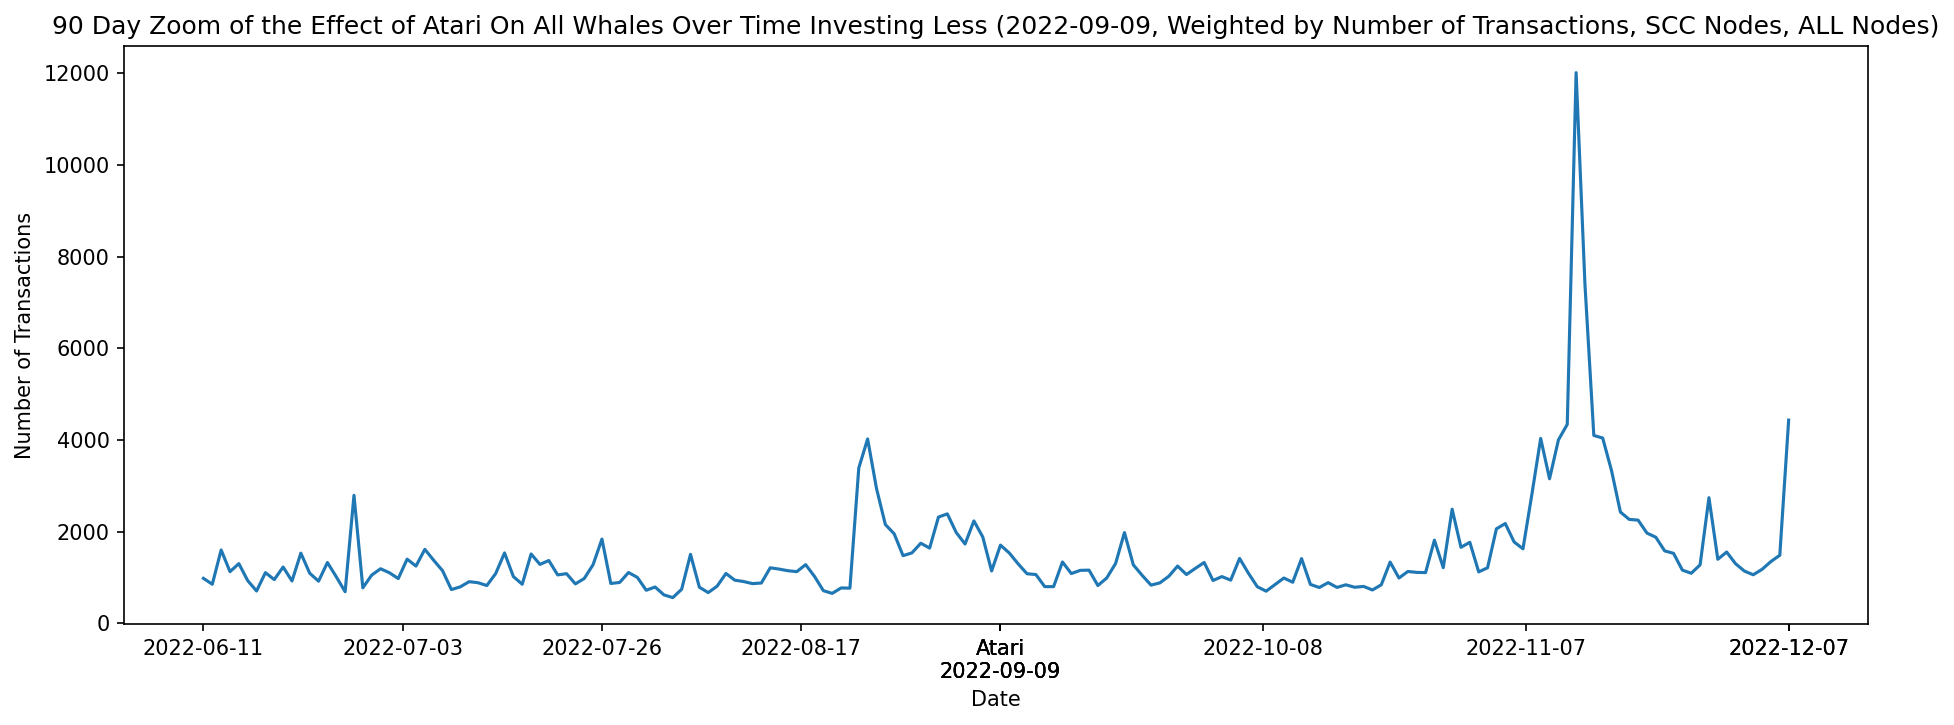 90 Day Zoom of the Effect of Atari On All Whales Over Time Investing Less (2022-09-09, Weighted by Number of Transactions, SCC Nodes, ALL Nodes)
12000
10000
8000
6000
4000
2000
0
Number of Transactions
2022-06-11 2022-07-03 2022-07-26 2022-08-17 Atari 2022-10-08 2022-11-07 2022-12-07
2022-09-09
Date